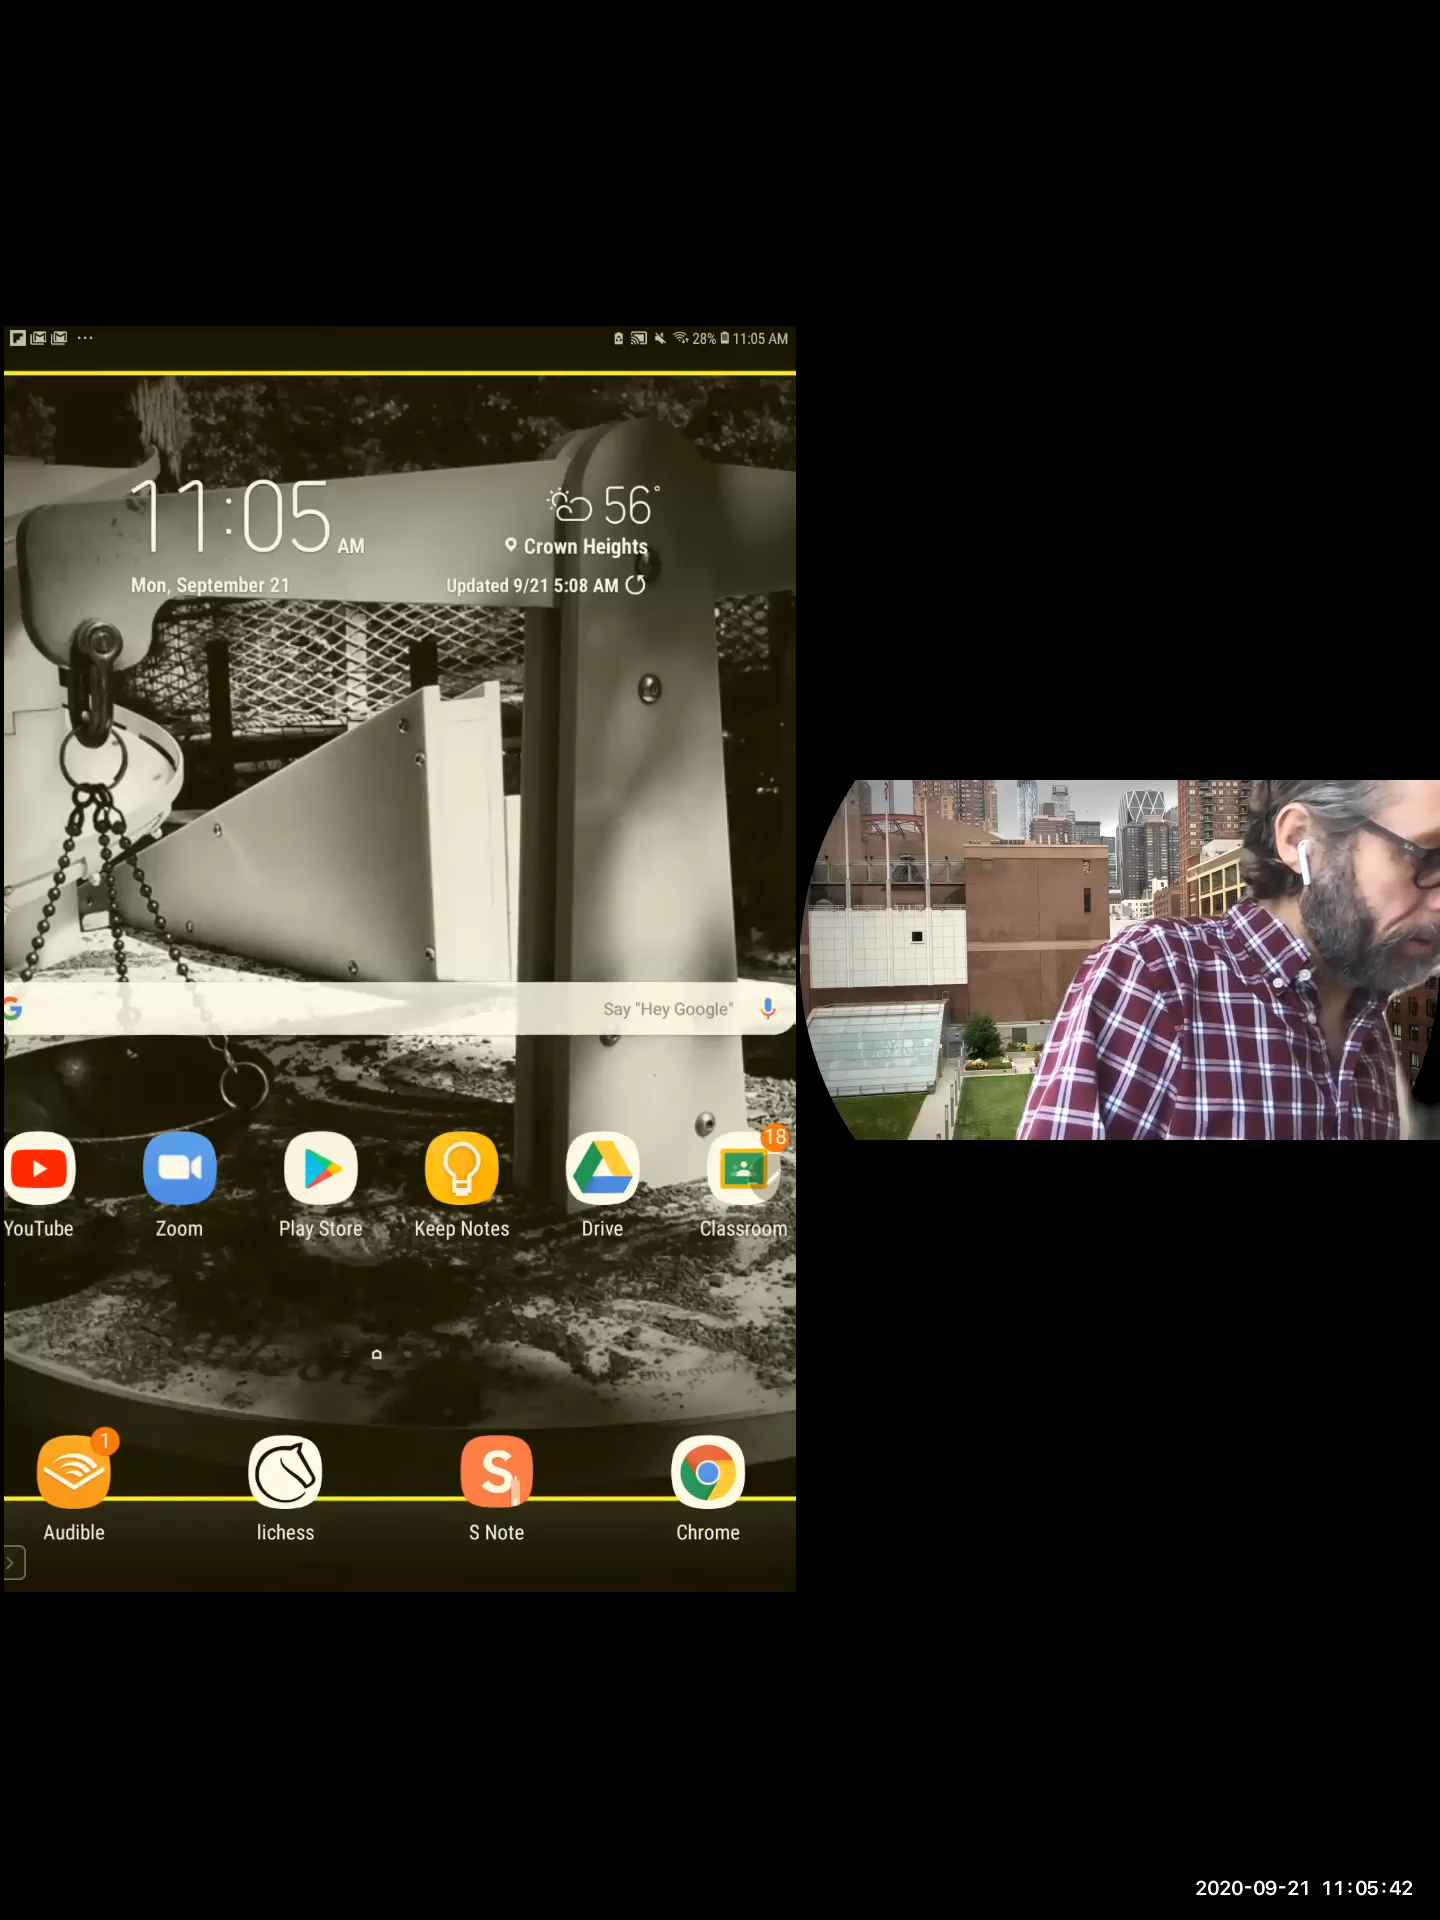 28% 11:05 AM
11:05 AM
56°
Crown Heights
Mon, September 21
Updated 9/21 5:08 AM
Say "Hey Google"
18
YouTube
Zoom
Play Store
Keep Notes
Drive
Classroom
1
S
Audible
lichess
S Note
Chrome
2020-09-21 11:05:42